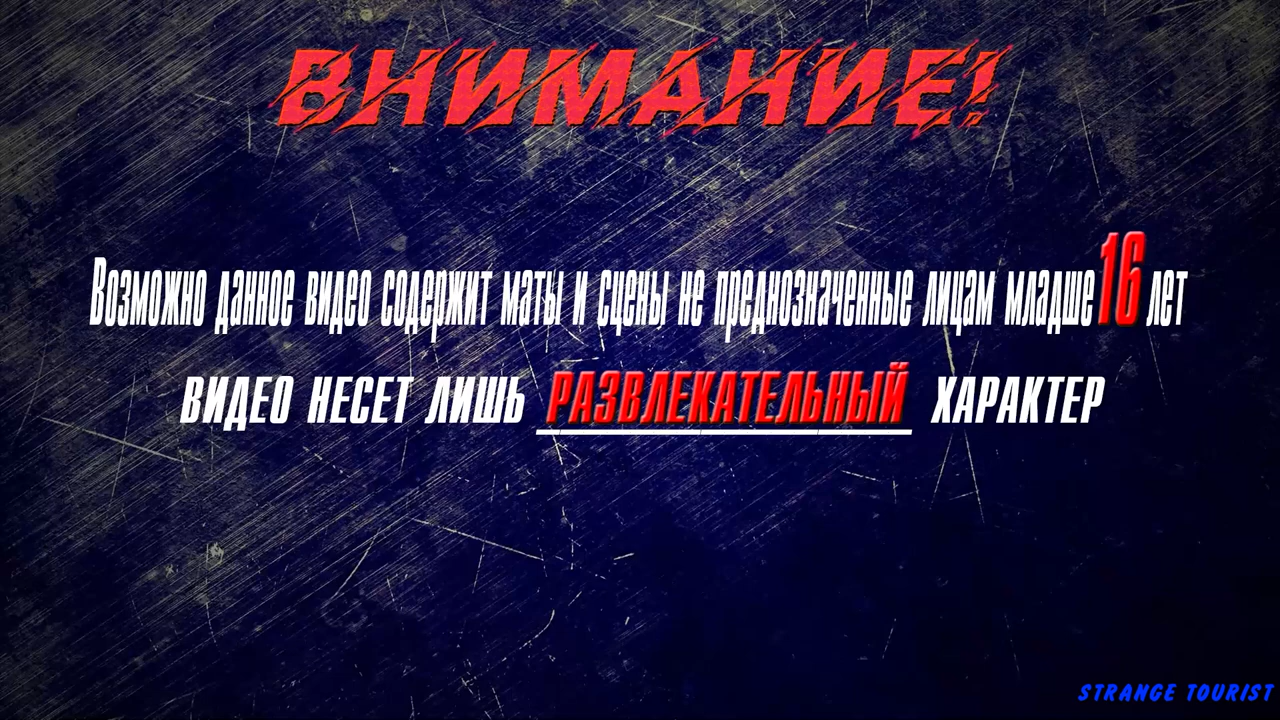 ВНИМАНИЕ!
Возможно данное видео содержит маты и сцены не преднозначенные лицам младше 16 лет
ВИДЕО НЕСЕТ ЛИШЬ РАЗВЛЕКАТЕЛЬНЫЙ ХАРАКТЕР
STRANGE TOURIST